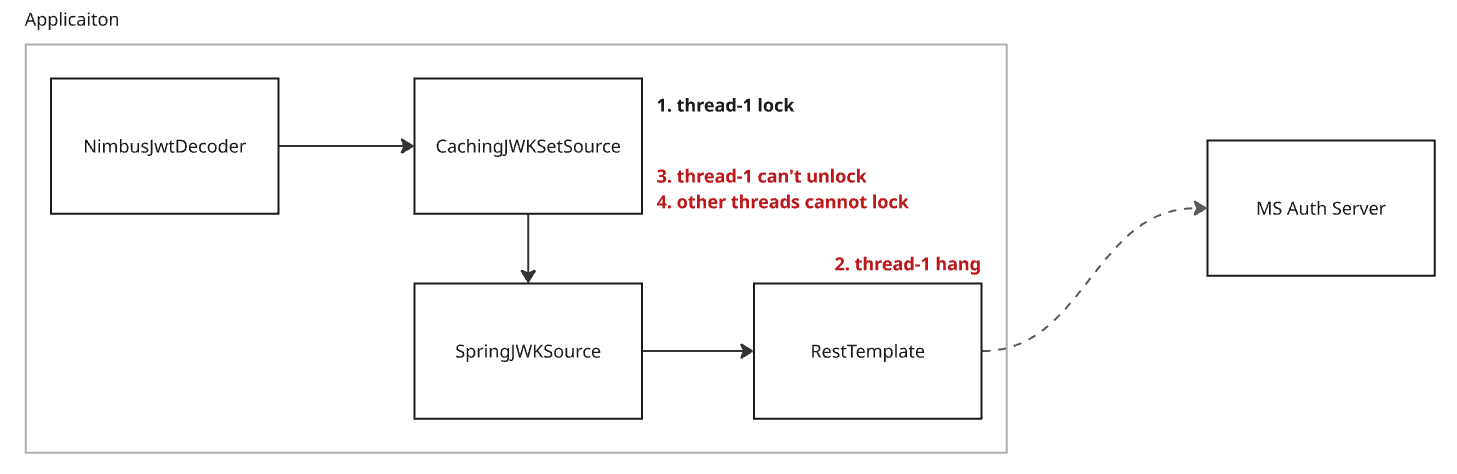 Applicaiton
NimbusJwtDecoder
CachingJWKSetSource
1. thread-1 lock
3. thread-1 can't unlock
4. other threads cannot lock
MS Auth Server
2. thread-1 hang
SpringJWKSource
RestTemplate